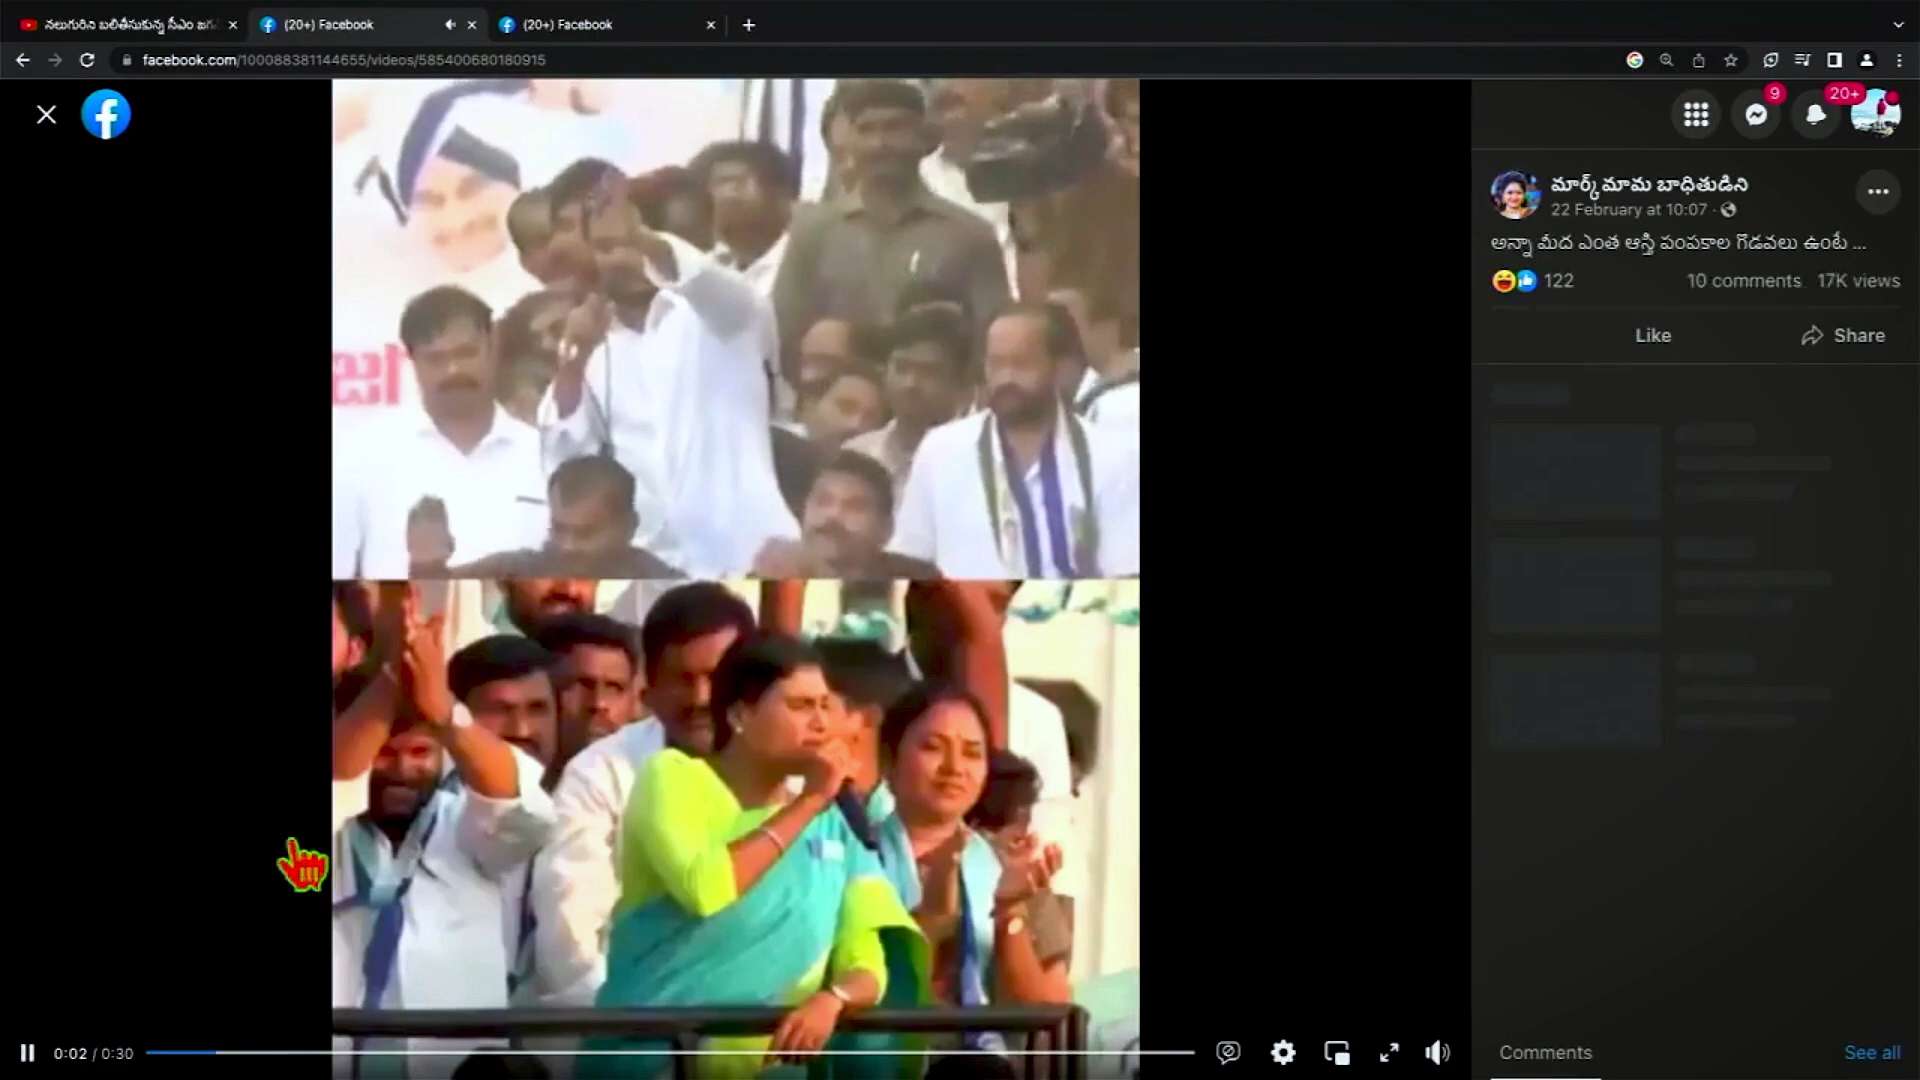 నలుగురిని బలితీసుకున్న సీఎం జగ
(20+) Facebook
(20+) Facebook
facebook.com/100088381144655/videos/585400680180915
9
20+
మార్క్ మామ బాధితుడిని
22 February at 10:07
అన్నా మీద ఎంత ఆస్తి పంపకాల గొడవలు ఉంటే ...
122
10 comments 17K views
Like
Share
0:02 / 0:30
Comments
See all